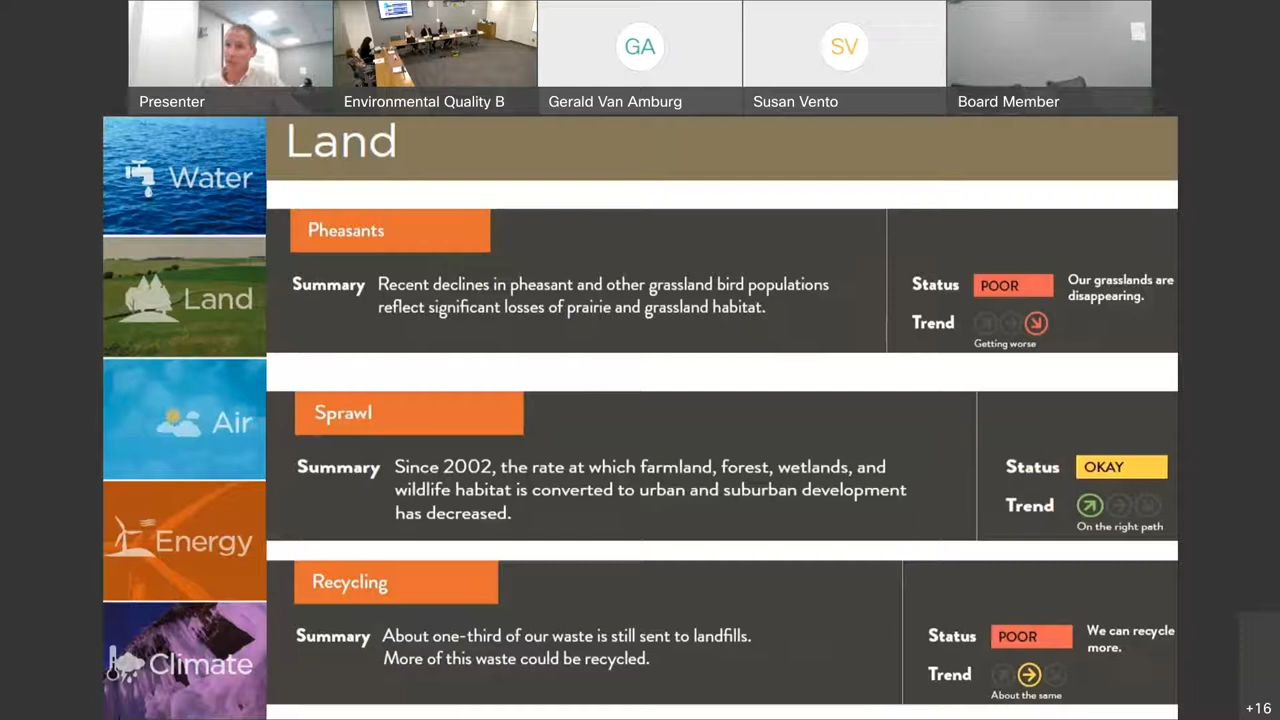 GA
SV
Presenter
Environmental Quality B
Gerald Van Amburg
Susan Vento
Board Member
Water
Land
Air
Energy
Climate
Land
Pheasants
Summary Recent declines in pheasant and other grassland bird populations
reflect significant losses of prairie and grassland habitat.
Status POOR Our grasslands are
disappearing.
Trend
Getting worse
Sprawl
Summary Since 2002, the rate at which farmland, forest, wetlands, and
wildlife habitat is converted to urban and suburban development
has decreased.
Status OKAY
Trend
On the right path
Recycling
Summary About one-third of our waste is still sent to landfills.
More of this waste could be recycled.
Status POOR We can recycle
more.
Trend
About the same
+16